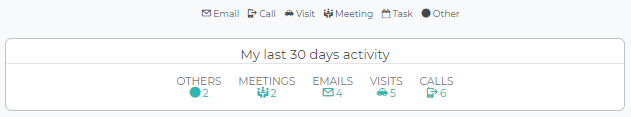 Email Call Visit Meeting Task Other
My last 30 days activity
OTHERS MEETINGS EMAILS VISITS CALLS
2 2 4 5 6